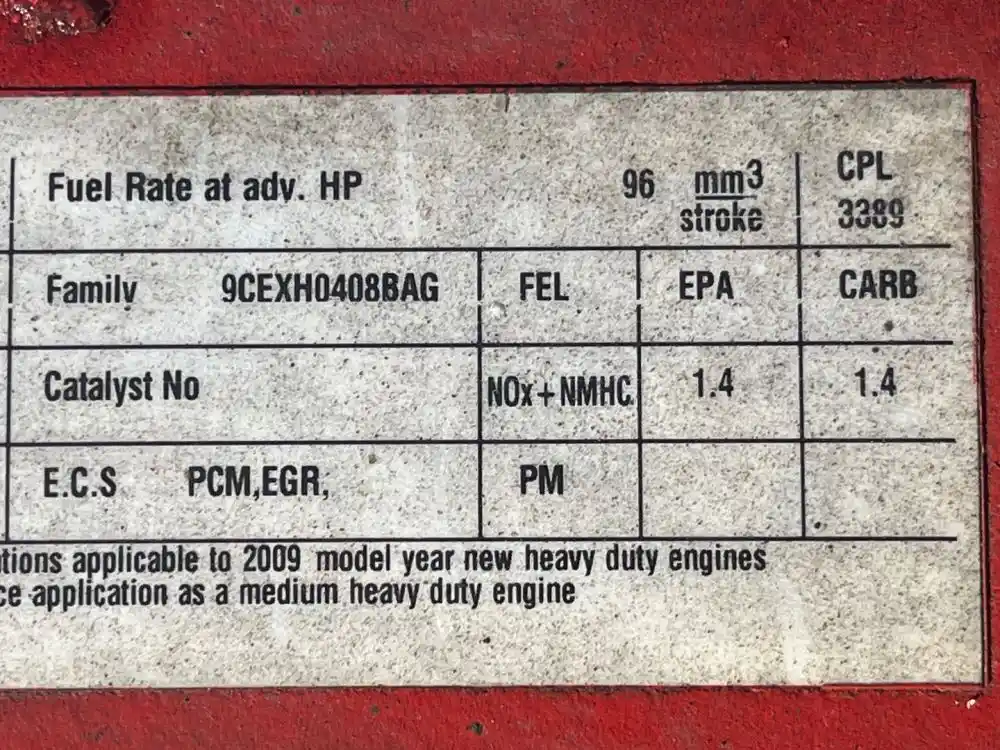 Fuel Rate at adv. HP 96 mm3 CPL
stroke 3389
Family 9CEXH0408BAG FEL EPA CARB
Catalyst No NOx+NMHC 1.4 1.4
E.C.S PCM,EGR; PM
tions applicable to 2009 model year new heavy duty engines
ce application as a medium heavy duty engine